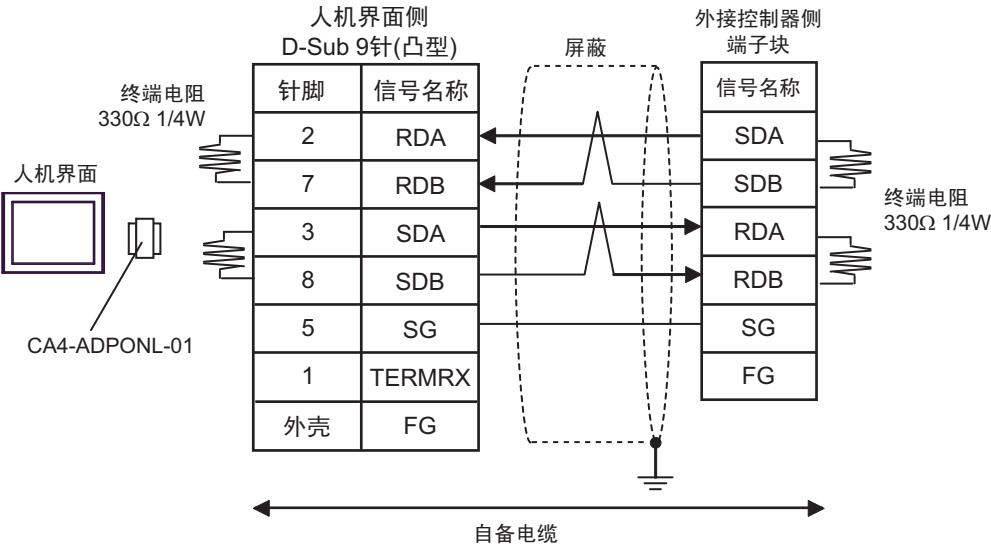 人机界面侧
D-Sub 9针(凸型)
屏蔽
外接控制器侧
端子块
终端电阻
330Ω 1/4W
人机界面
CA4-ADPONL-01
针脚 信号名称
2 RDA
7 RDB
3 SDA
8 SDB
5 SG
1 TERMRX
外壳 FG
信号名称
SDA
SDB
RDA
RDB
SG
FG
终端电阻
330Ω 1/4W
自备电缆